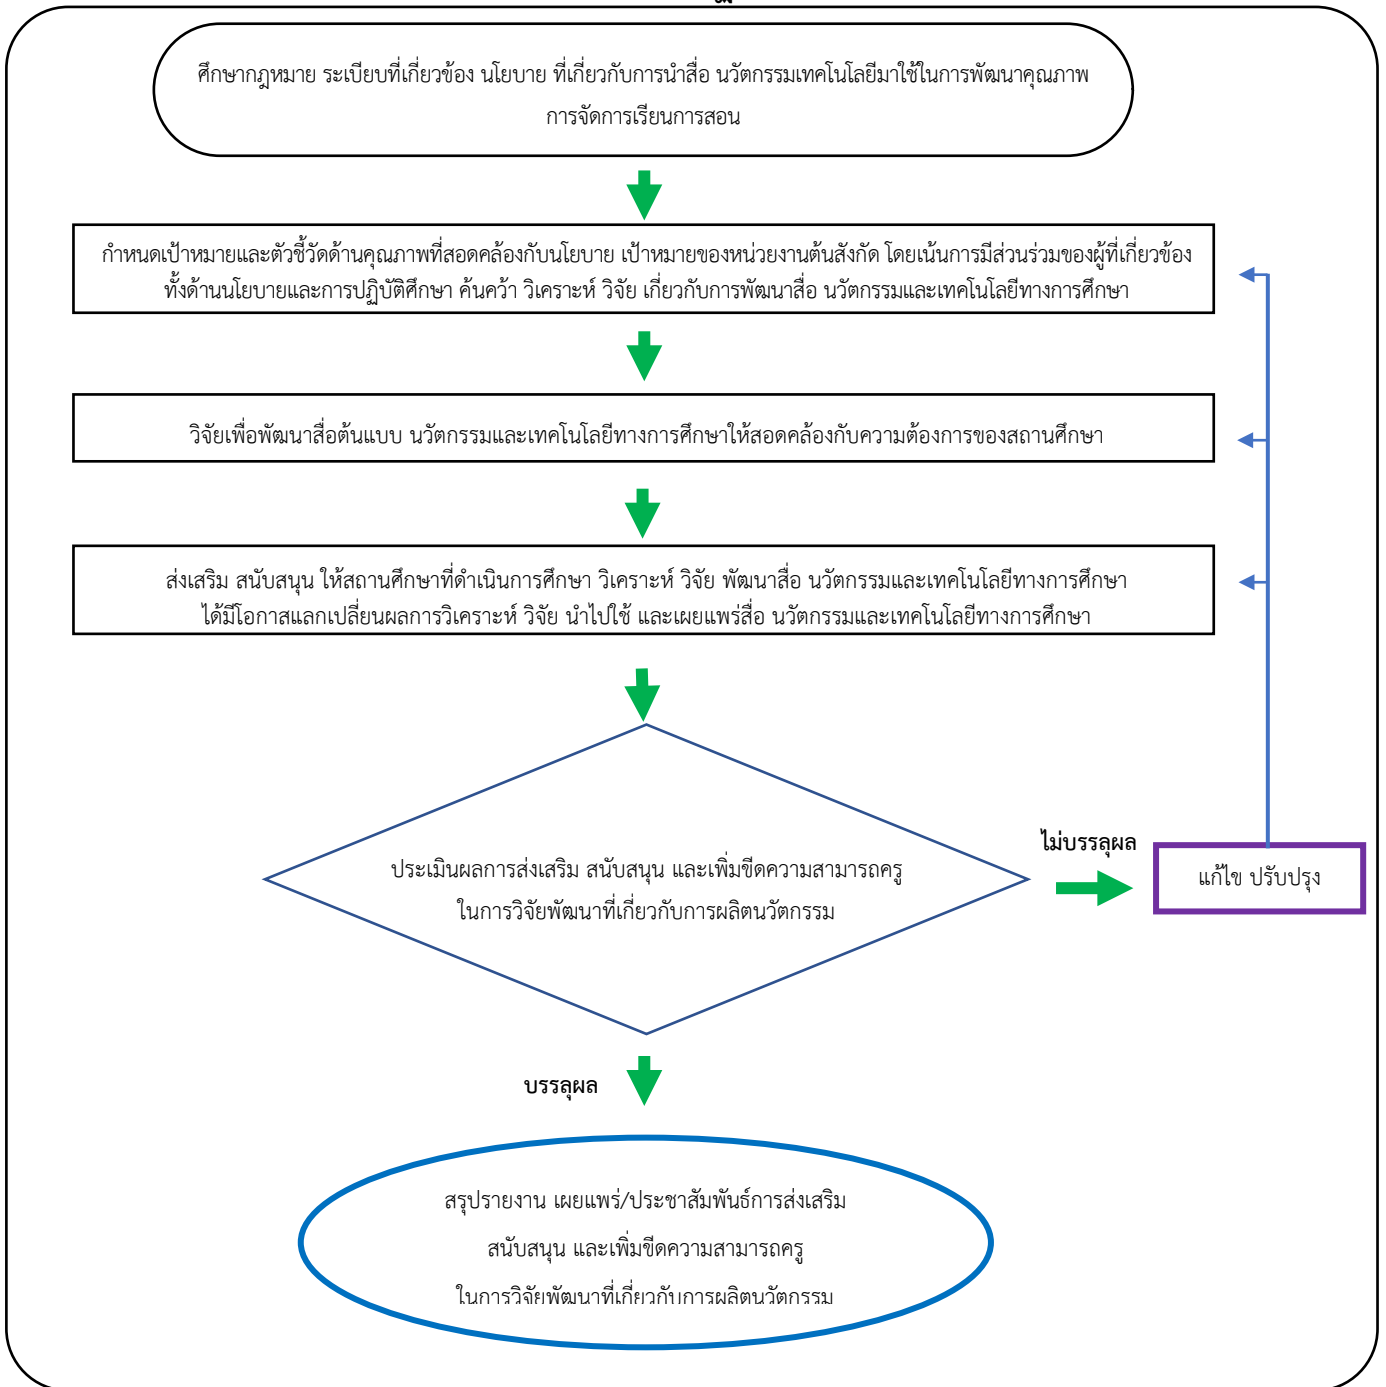 ศึกษากฎหมาย ระเบียบที่เกี่ยวข้อง นโยบาย ที่เกี่ยวกับการนำสื่อ นวัตกรรมเทคโนโลยีมาใช้ในการพัฒนาคุณภาพ
การจัดการเรียนการสอน
กำหนดเป้าหมายและตัวชี้วัดด้านคุณภาพที่สอดคล้องกับนโยบาย เป้าหมายของหน่วยงานต้นสังกัด โดยเน้นการมีส่วนร่วมของผู้ที่เกี่ยวข้อง
ทั้งด้านนโยบายและการปฏิบัติศึกษา ค้นคว้า วิเคราะห์ วิจัย เกี่ยวกับการพัฒนาสื่อ นวัตกรรมและเทคโนโลยีทางการศึกษา
วิจัยเพื่อพัฒนาสื่อต้นแบบ นวัตกรรมและเทคโนโลยีทางการศึกษาให้สอดคล้องกับความต้องการของสถานศึกษา
ส่งเสริม สนับสนุน ให้สถานศึกษาที่ดำเนินการศึกษา วิเคราะห์ วิจัย พัฒนาสื่อ นวัตกรรมและเทคโนโลยีทางการศึกษา
ได้มีโอกาสแลกเปลี่ยนผลการวิเคราะห์ วิจัย นำไปใช้ และเผยแพร่สื่อ นวัตกรรมและเทคโนโลยีทางการศึกษา
ประเมินผลการส่งเสริม สนับสนุน และเพิ่มขีดความสามารถครู
ในการวิจัยพัฒนาที่เกี่ยวกับการผลิตนวัตกรรม
ไม่บรรลุผล
แก้ไข ปรับปรุง
บรรลุผล
สรุปรายงาน เผยแพร่/ประชาสัมพันธ์การส่งเสริม
สนับสนุน และเพิ่มขีดความสามารถครู
ในการวิจัยพัฒนาที่เกี่ยวกับการผลิตนวัตกรรม